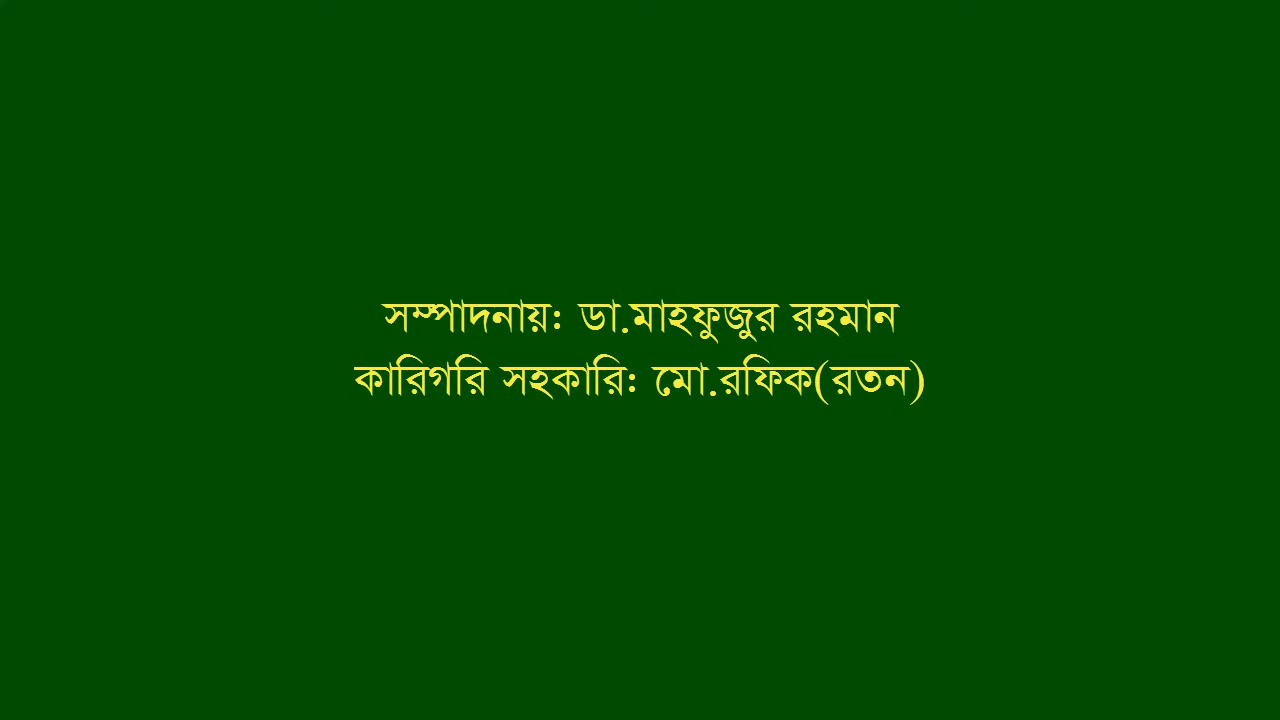 সম্পাদনায়: ডা.মাহফুজুর রহমান
কারিগরি সহকারি: মো.রফিক(রতন)